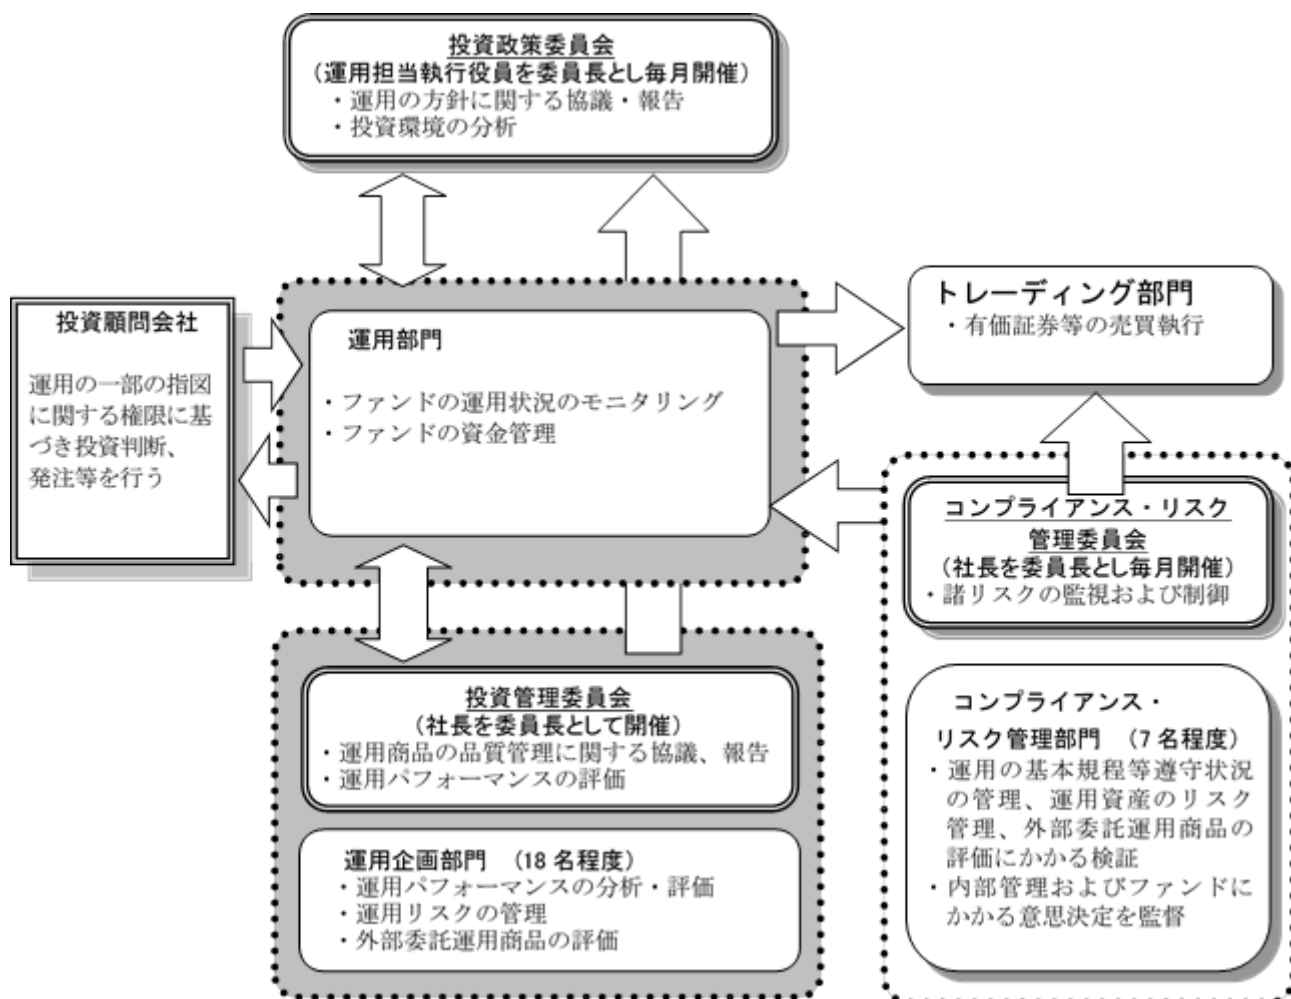 投資政策委員会
（運用担当執行役員を委員長とし毎月開催）
・運用の方針に関する協議・報告
・投資環境の分析
投資顧問会社
運用の一部の指図
に関する権限に基
づき投資判断、
発注等を行う
運用部門
・ファンドの運用状況のモニタリング
・ファンドの資金管理
トレーディング部門
・有価証券等の売買執行
コンプライアンス・リスク
管理委員会
（社長を委員長とし毎月開催）
・諸リスクの監視および制御
投資管理委員会
（社長を委員長として開催）
・運用商品の品質管理に関する協議、報告
・運用パフォーマンスの評価
運用企画部門 （18 名程度）
・運用パフォーマンスの分析・評価
・運用リスクの管理
・外部委託運用商品の評価
コンプライアンス・
リスク管理部門 （7 名程度）
・運用の基本規程等遵守状況
の管理、運用資産のリスク
管理、外部委託運用商品の
評価にかかる検証
・内部管理およびファンドに
かかる意思決定を監督